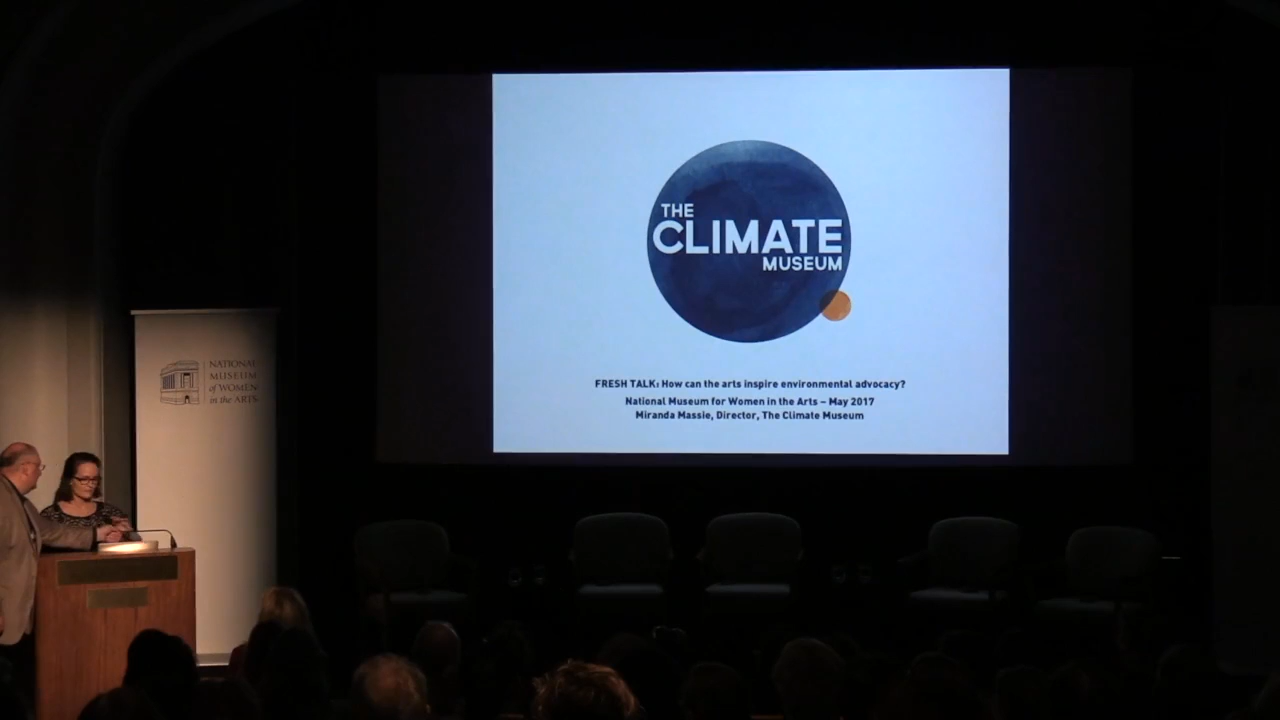 THE
CLIMATE
MUSEUM
FRESH TALK: How can the arts inspire environmental advocacy?
National Museum for Women in the Arts – May 2017
Miranda Massie, Director, The Climate Museum
NATIONAL
MUSEUM
of WOMEN
in the ARTS